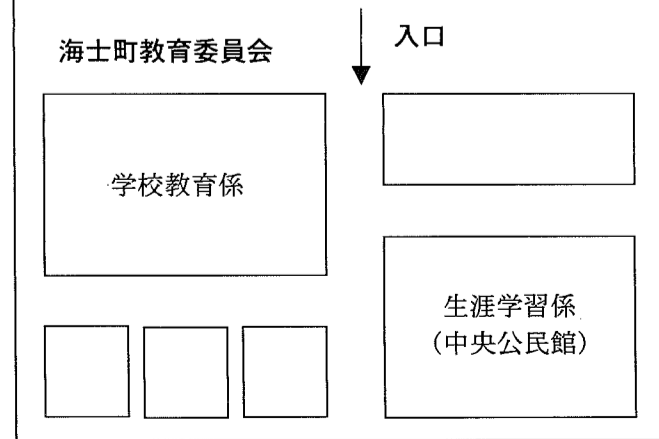 海士町教育委員会
入口
学校教育係
生涯学習係
(中央公民館)